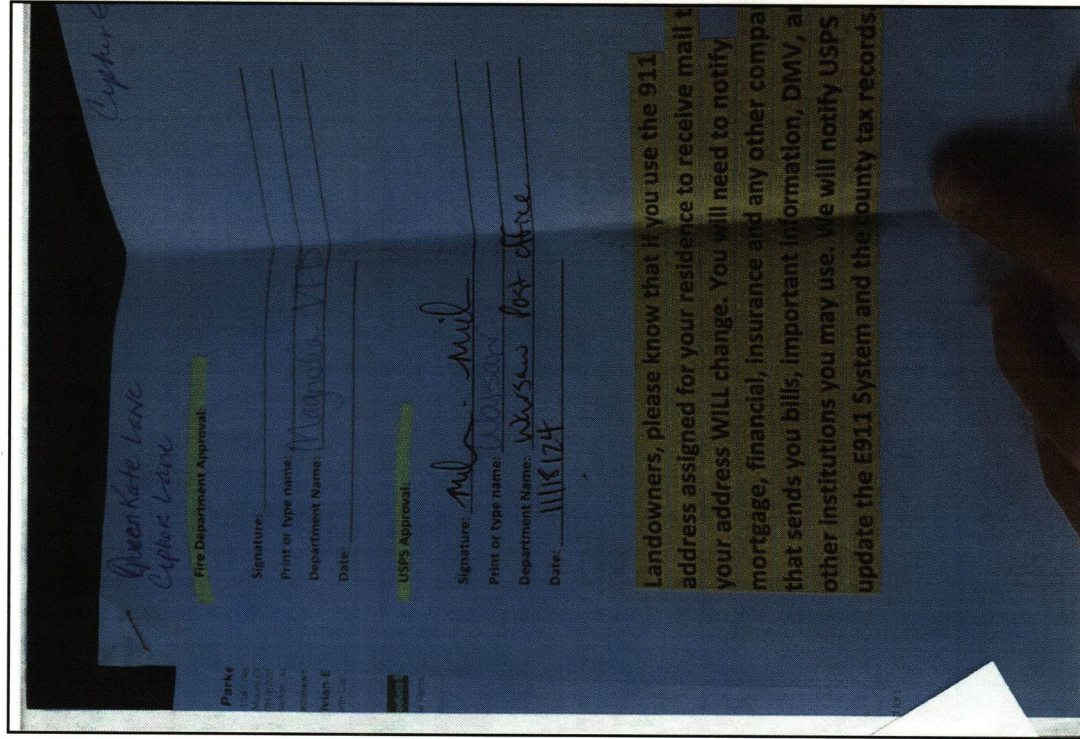 Cypher
Queen Kate Lane
Cypher Lane
Fire Department Approval:
Signature:
Print or type name:
Department Name: Magnolia
Date:
USPS Approval:
Signature:
Print or type name: Warsaw
Department Name: Warsaw Post Office
Date: 11/18/24
Landowners, please know that if you use the 911
address assigned for your residence to receive mail t
your address WILL change. You will need to notify
mortgage, financial, insurance and any other compa
that sends you bills, important information, DMV, a
other institutions you may use. We will notify USPS
update the E911 System and the county tax records
Parke